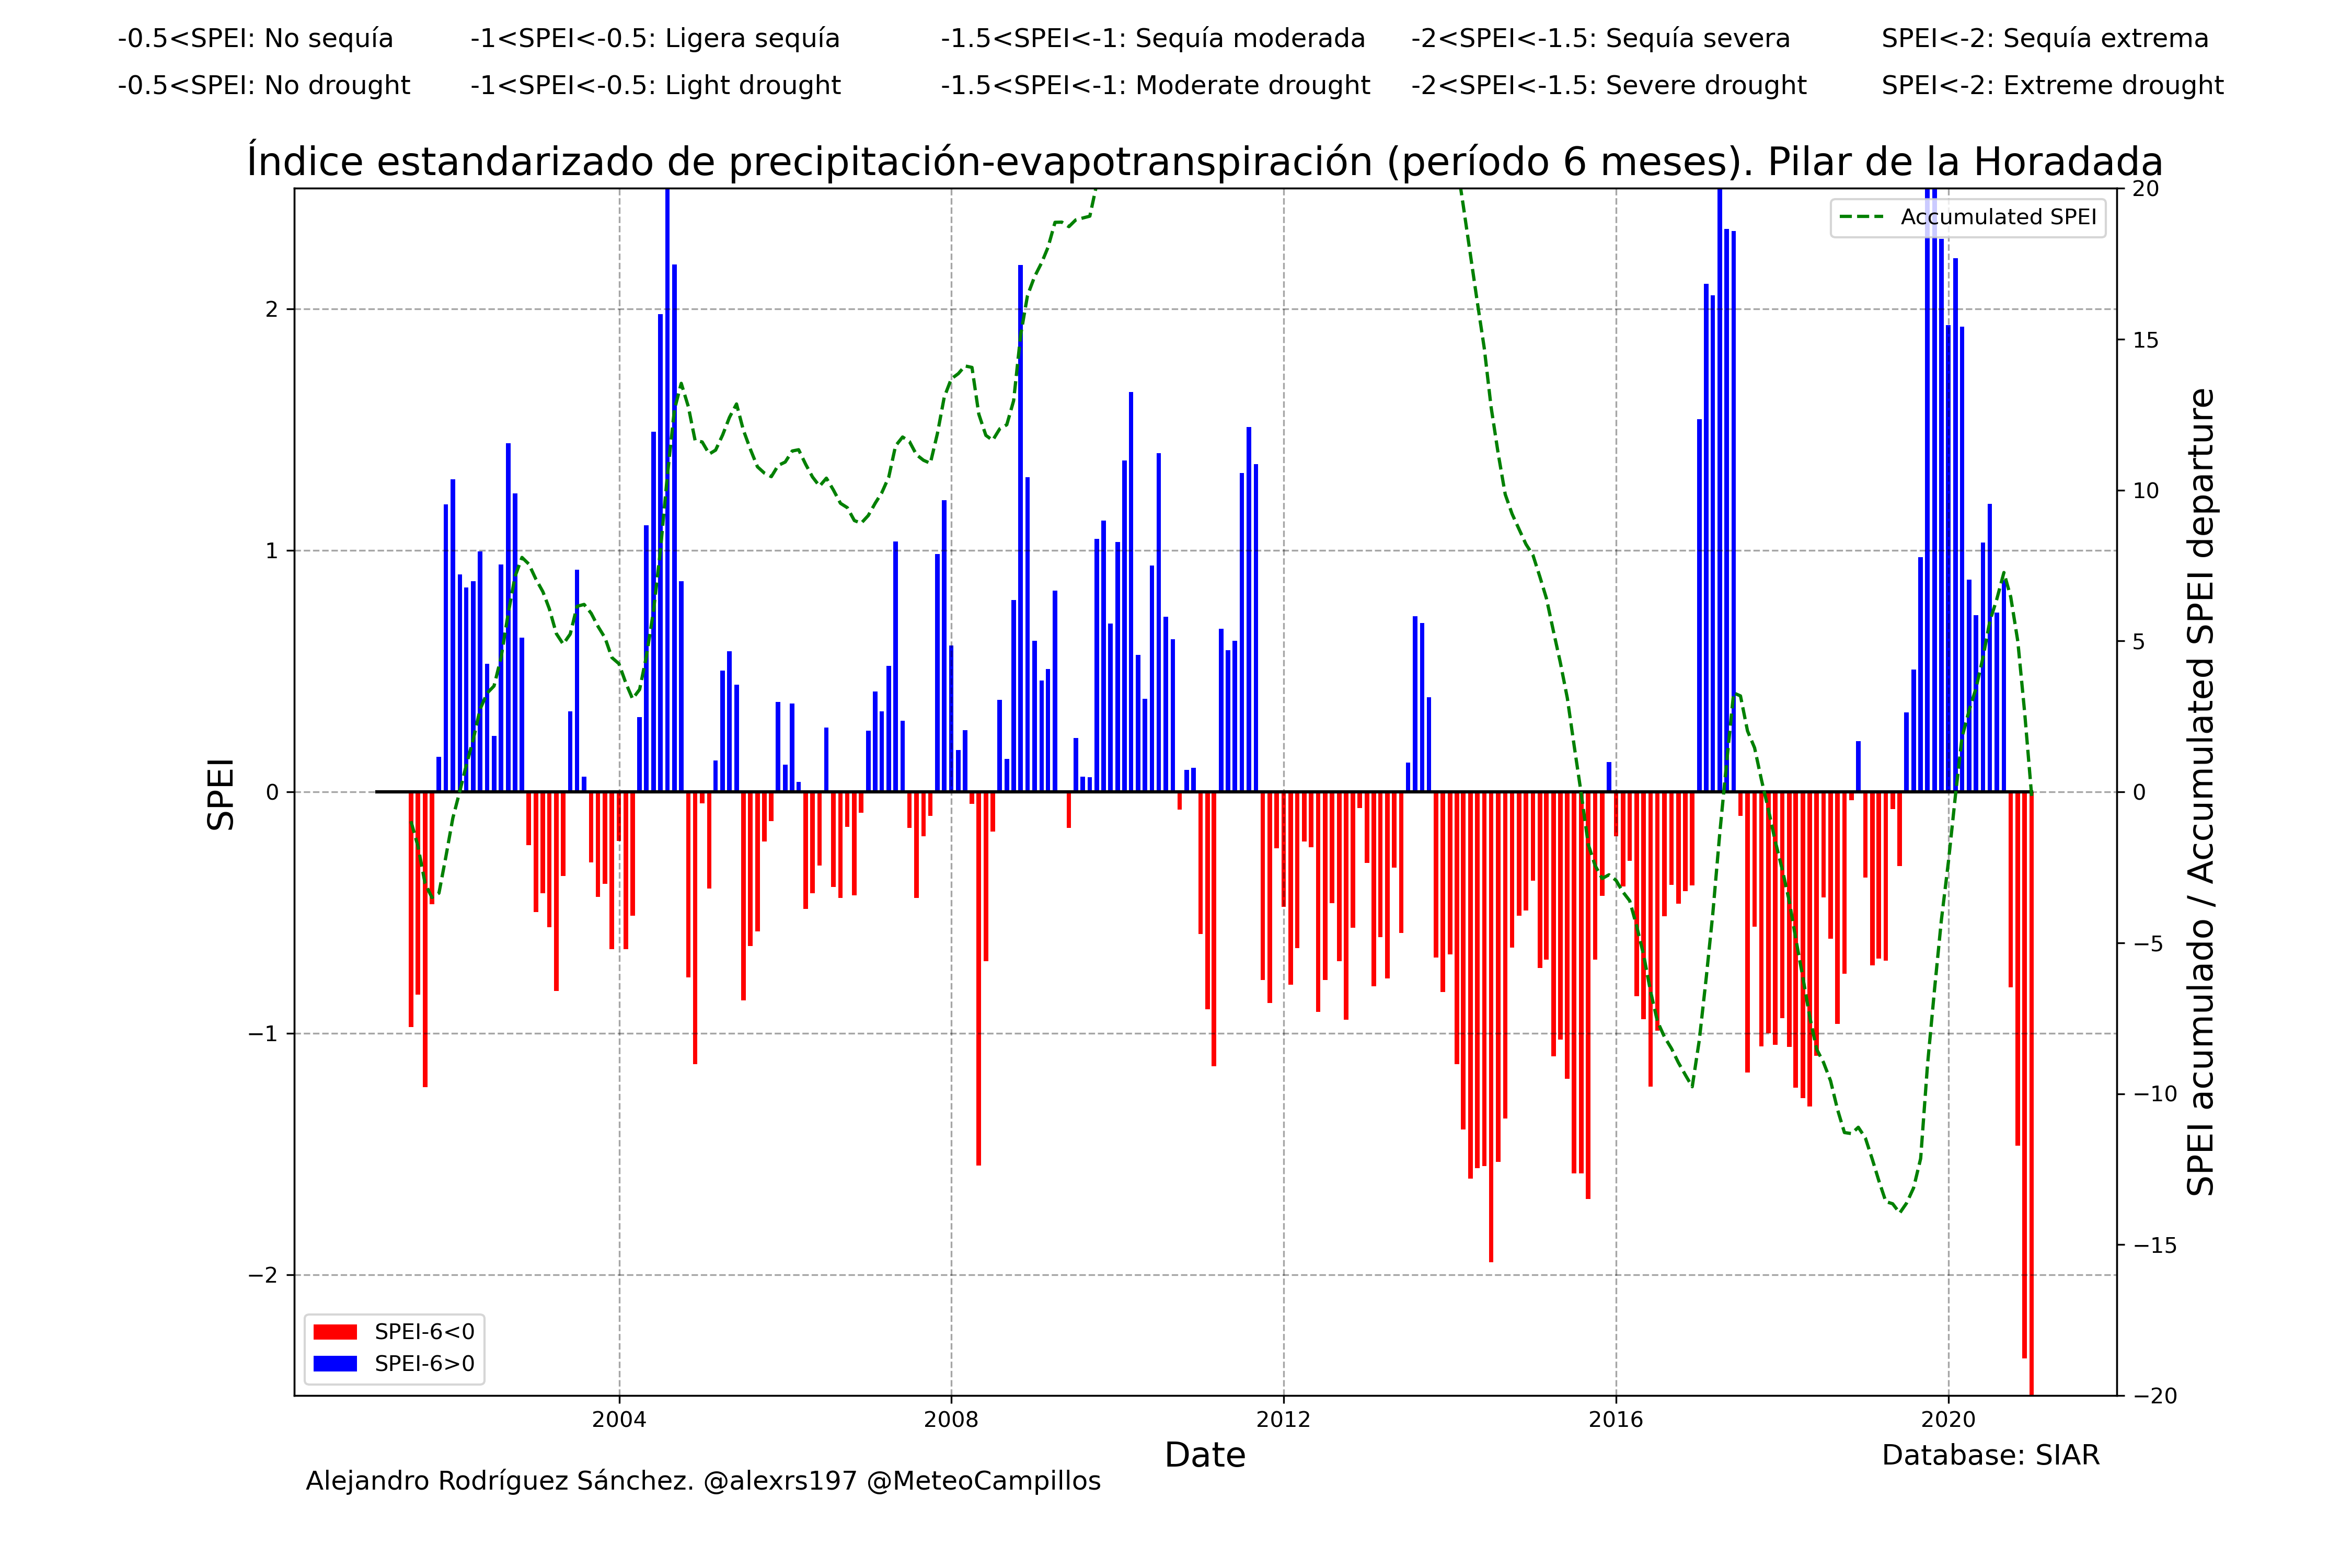 -0.5<SPEI: No sequía -1<SPEI<-0.5: Ligera sequía -1.5<SPEI<-1: Sequía moderada -2<SPEI<-1.5: Sequía severa SPEI<-2: Sequía extrema
-0.5<SPEI: No drought -1<SPEI<-0.5: Light drought -1.5<SPEI<-1: Moderate drought -2<SPEI<-1.5: Severe drought SPEI<-2: Extreme drought
Índice estandarizado de precipitación-evapotranspiración (período 6 meses). Pilar de la Horadada
Accumulated SPEI
SPEI
2
1
0
−1
−2
20
15
10
5
0
−5
−10
−15
−20
SPEI acumulado / Accumulated SPEI departure
SPEI-6<0
SPEI-6>0
2004 2008 2012 2016 2020
Date
Database: SIAR
Alejandro Rodríguez Sánchez. @alexrs197 @MeteoCampillos